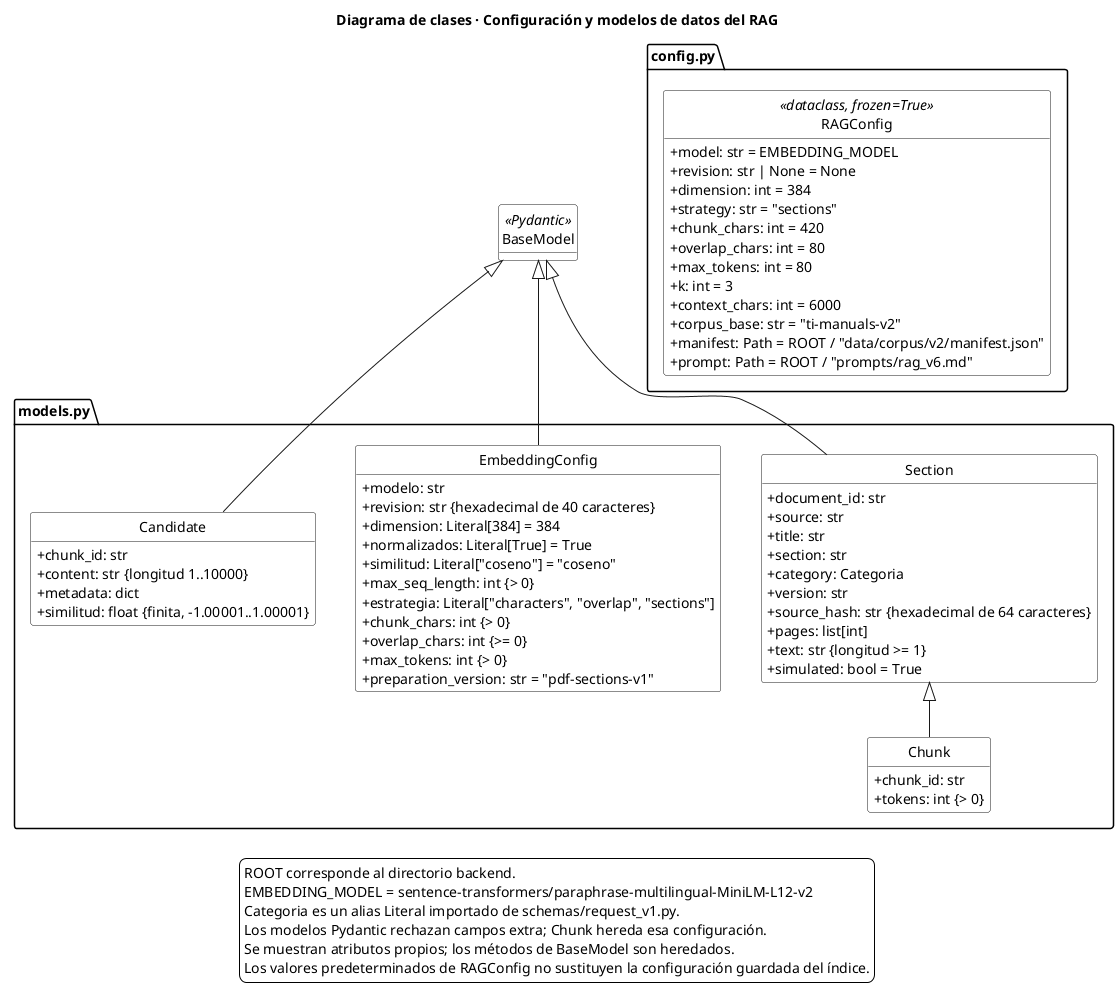 Diagrama de clases · Configuración y modelos de datos del RAG
config.py
«dataclass, frozen=True»
RAGConfig
+model: str = EMBEDDING_MODEL
+revision: str | None = None
+dimension: int = 384
+strategy: str = "sections"
+chunk_chars: int = 420
+overlap_chars: int = 80
+max_tokens: int = 80
+k: int = 3
+context_chars: int = 6000
+corpus_base: str = "ti-manuals-v2"
+manifest: Path = ROOT / "data/corpus/v2/manifest.json"
+prompt: Path = ROOT / "prompts/rag_v6.md"
«Pydantic»
BaseModel
models.py
Candidate
+chunk_id: str
+content: str {longitud 1..10000}
+metadata: dict
+similitud: float {finita, -1.00001..1.00001}
EmbeddingConfig
+modelo: str
+revision: str {hexadecimal de 40 caracteres}
+dimension: Literal[384] = 384
+normalizados: Literal[True] = True
+similitud: Literal["coseno"] = "coseno"
+max_seq_length: int {> 0}
+estrategia: Literal["characters", "overlap", "sections"]
+chunk_chars: int {> 0}
+overlap_chars: int {>= 0}
+max_tokens: int {> 0}
+preparation_version: str = "pdf-sections-v1"
Section
+document_id: str
+source: str
+title: str
+section: str
+category: Categoria
+version: str
+source_hash: str {hexadecimal de 64 caracteres}
+pages: list[int]
+text: str {longitud >= 1}
+simulated: bool = True
Chunk
+chunk_id: str
+tokens: int {> 0}
ROOT corresponde al directorio backend.
EMBEDDING_MODEL = sentence-transformers/paraphrase-multilingual-MiniLM-L12-v2
Categoria es un alias Literal importado de schemas/request_v1.py.
Los modelos Pydantic rechazan campos extra; Chunk hereda esa configuración.
Se muestran atributos propios; los métodos de BaseModel son heredados.
Los valores predeterminados de RAGConfig no sustituyen la configuración guardada del índice.